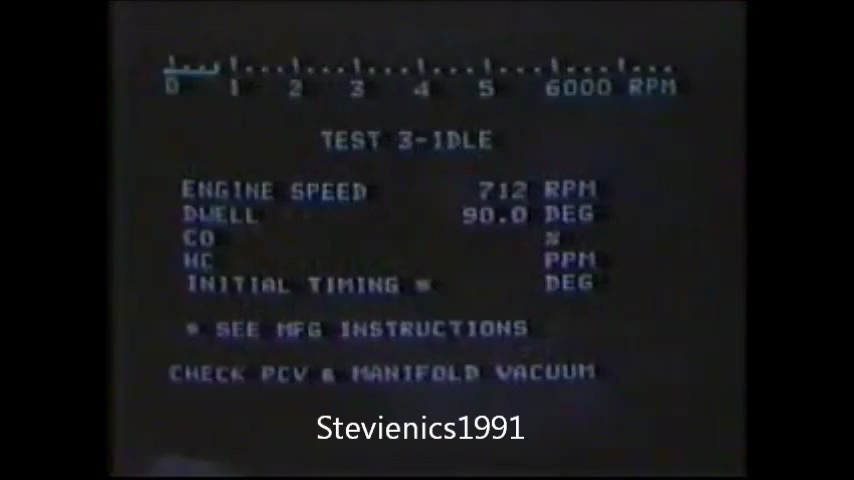 0 1 2 3 4 5 6000 RPM
TEST 3-IDLE
ENGINE SPEED 712 RPM
DWELL 90.0 DEG
CO %
HC PPM
INITIAL TIMING * DEG
* SEE MFG INSTRUCTIONS
CHECK PCV & MANIFOLD VACUUM
Stevienics1991